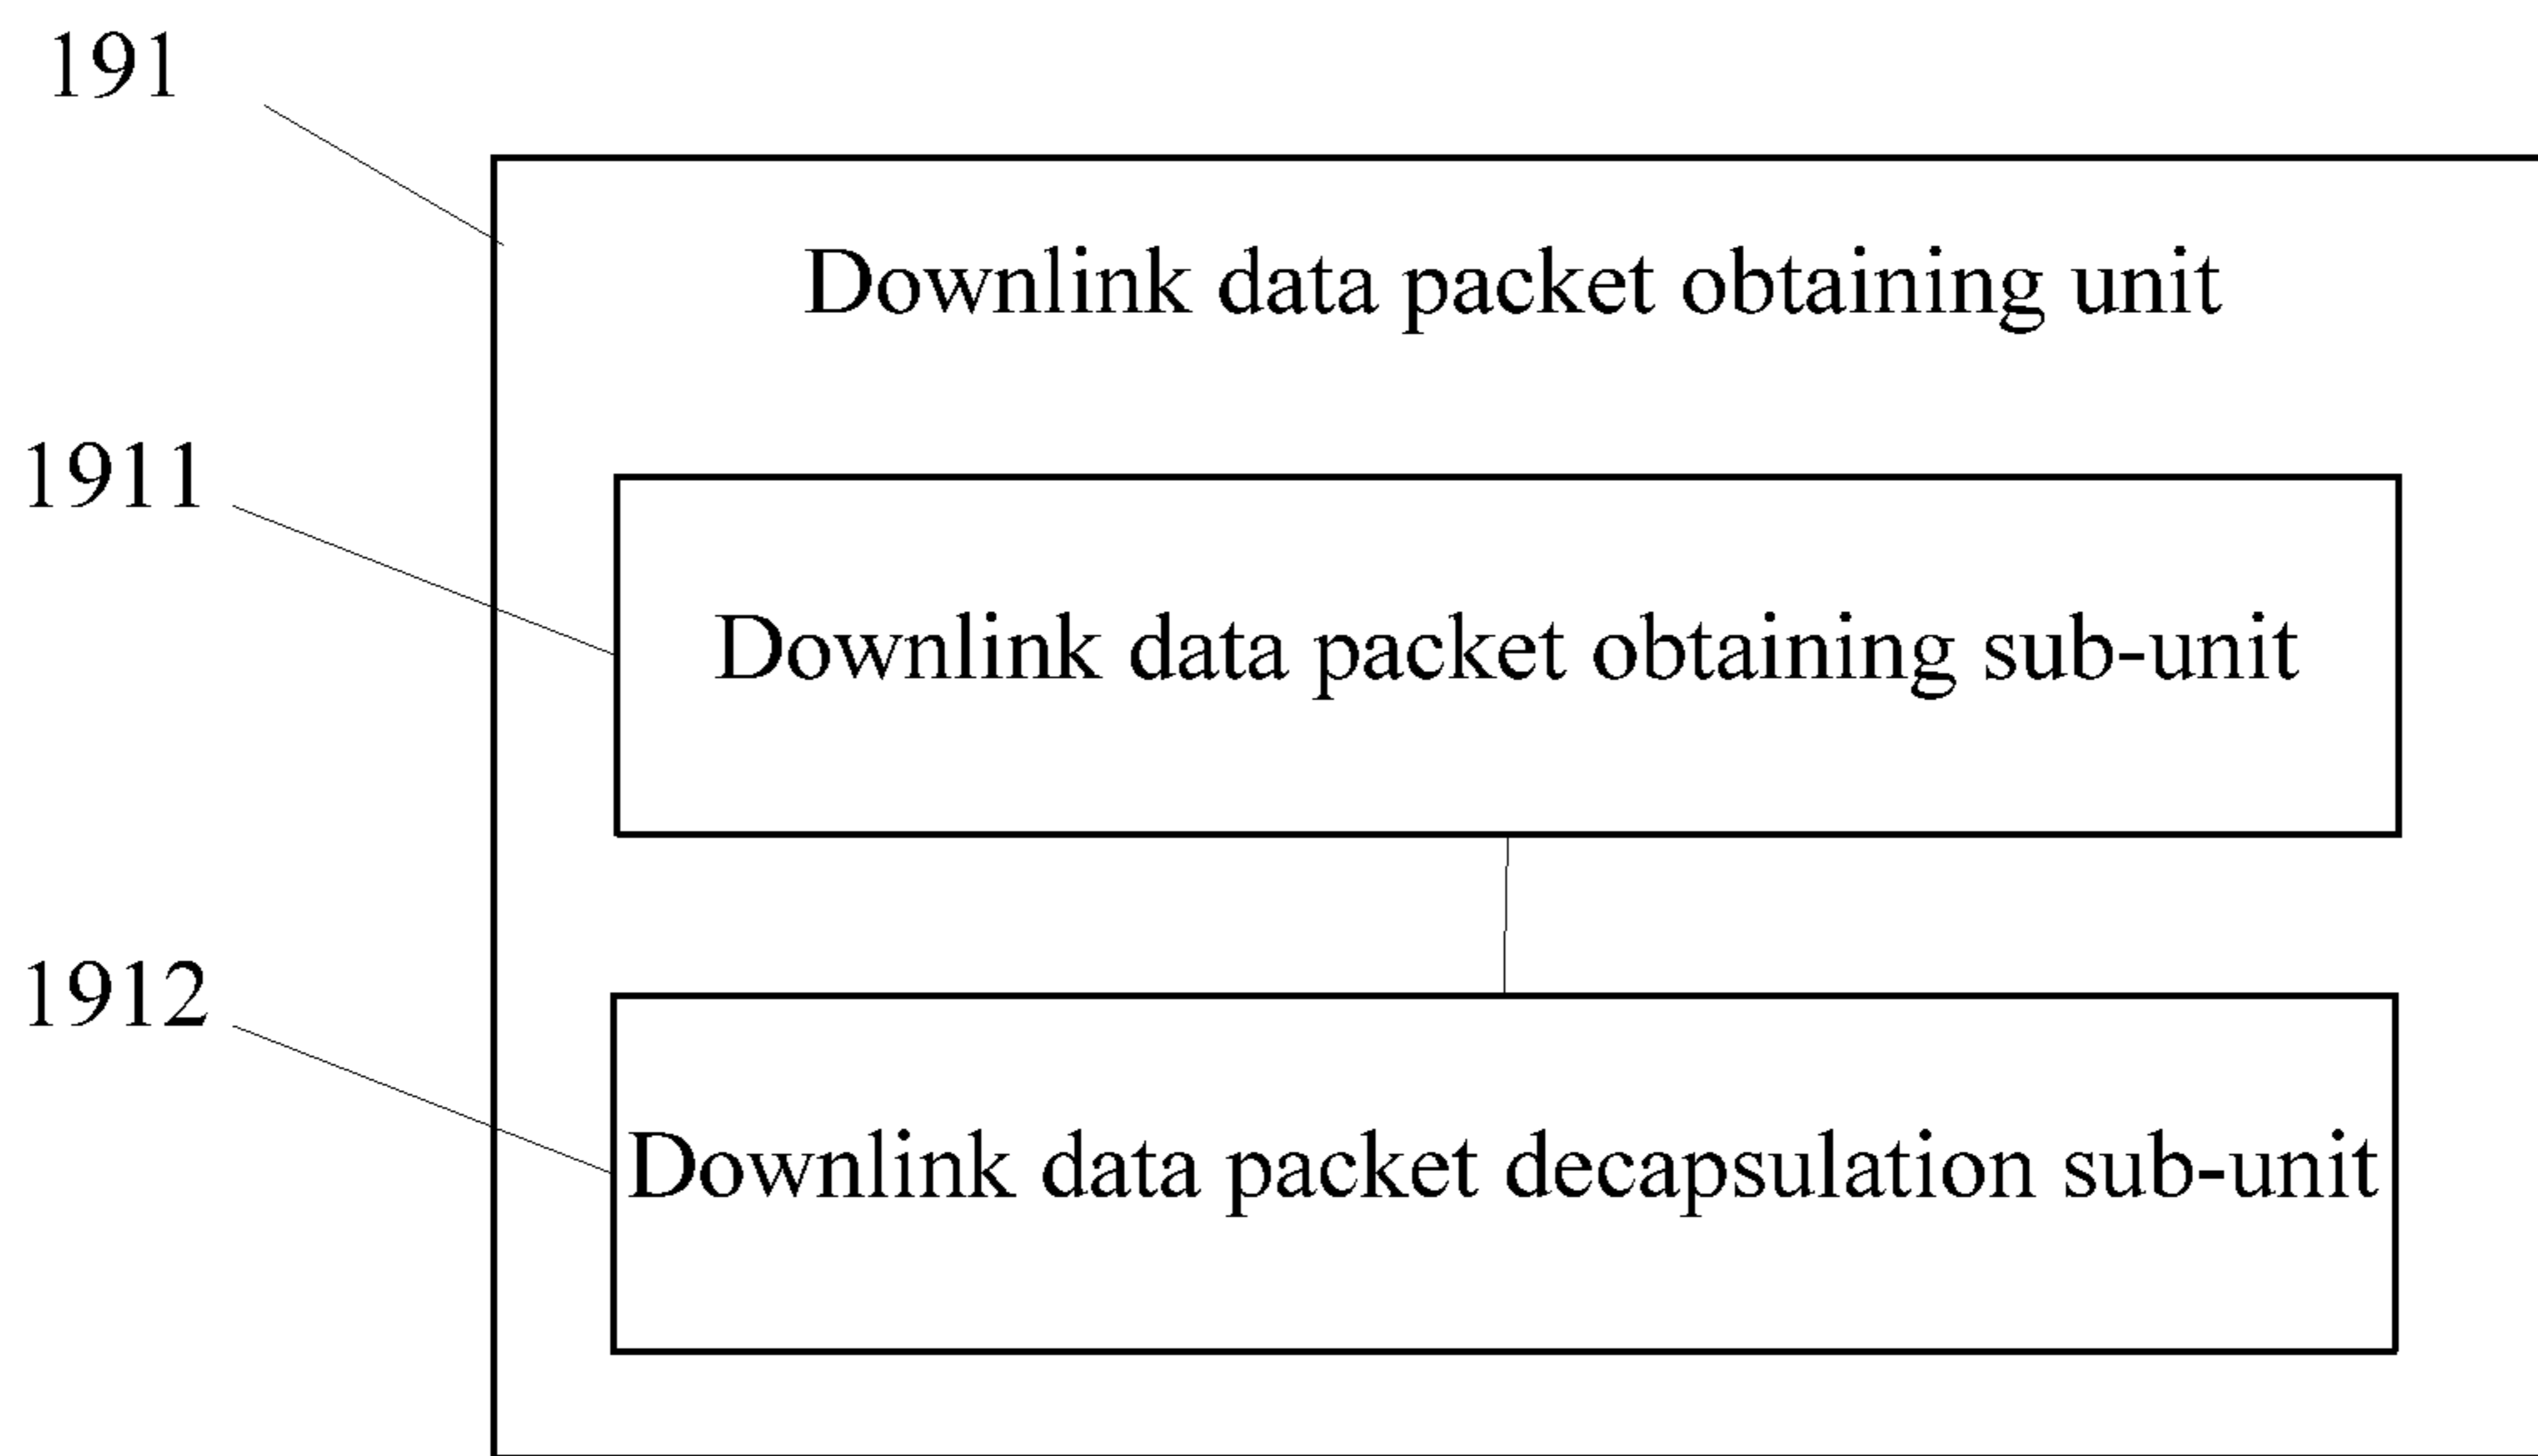 191
Downlink data packet obtaining unit
1911
Downlink data packet obtaining sub-unit
1912
Downlink data packet decapsulation sub-unit